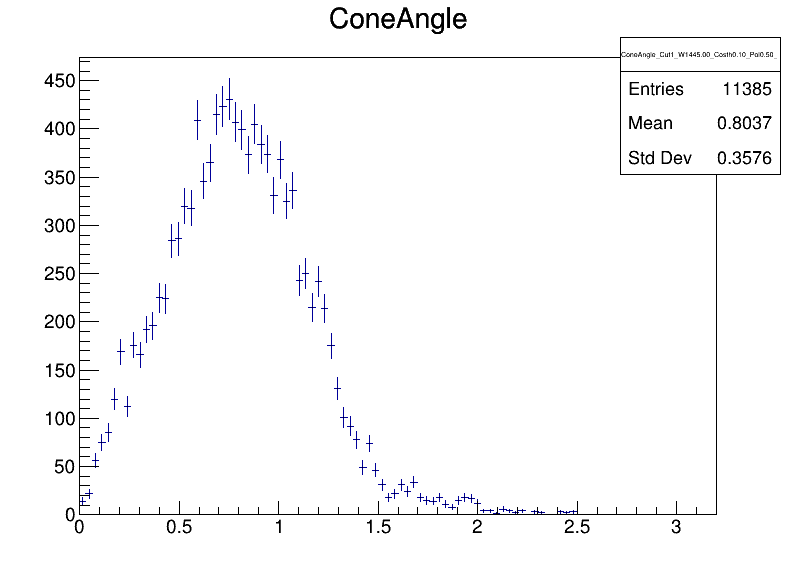 ConeAngle
ConeAngle_Cut1_W1445.00_Costh0.10_Pol0.50_
Entries 11385
Mean 0.8037
Std Dev 0.3576
450
400
350
300
250
200
150
100
50
0
0 0.5 1 1.5 2 2.5 3